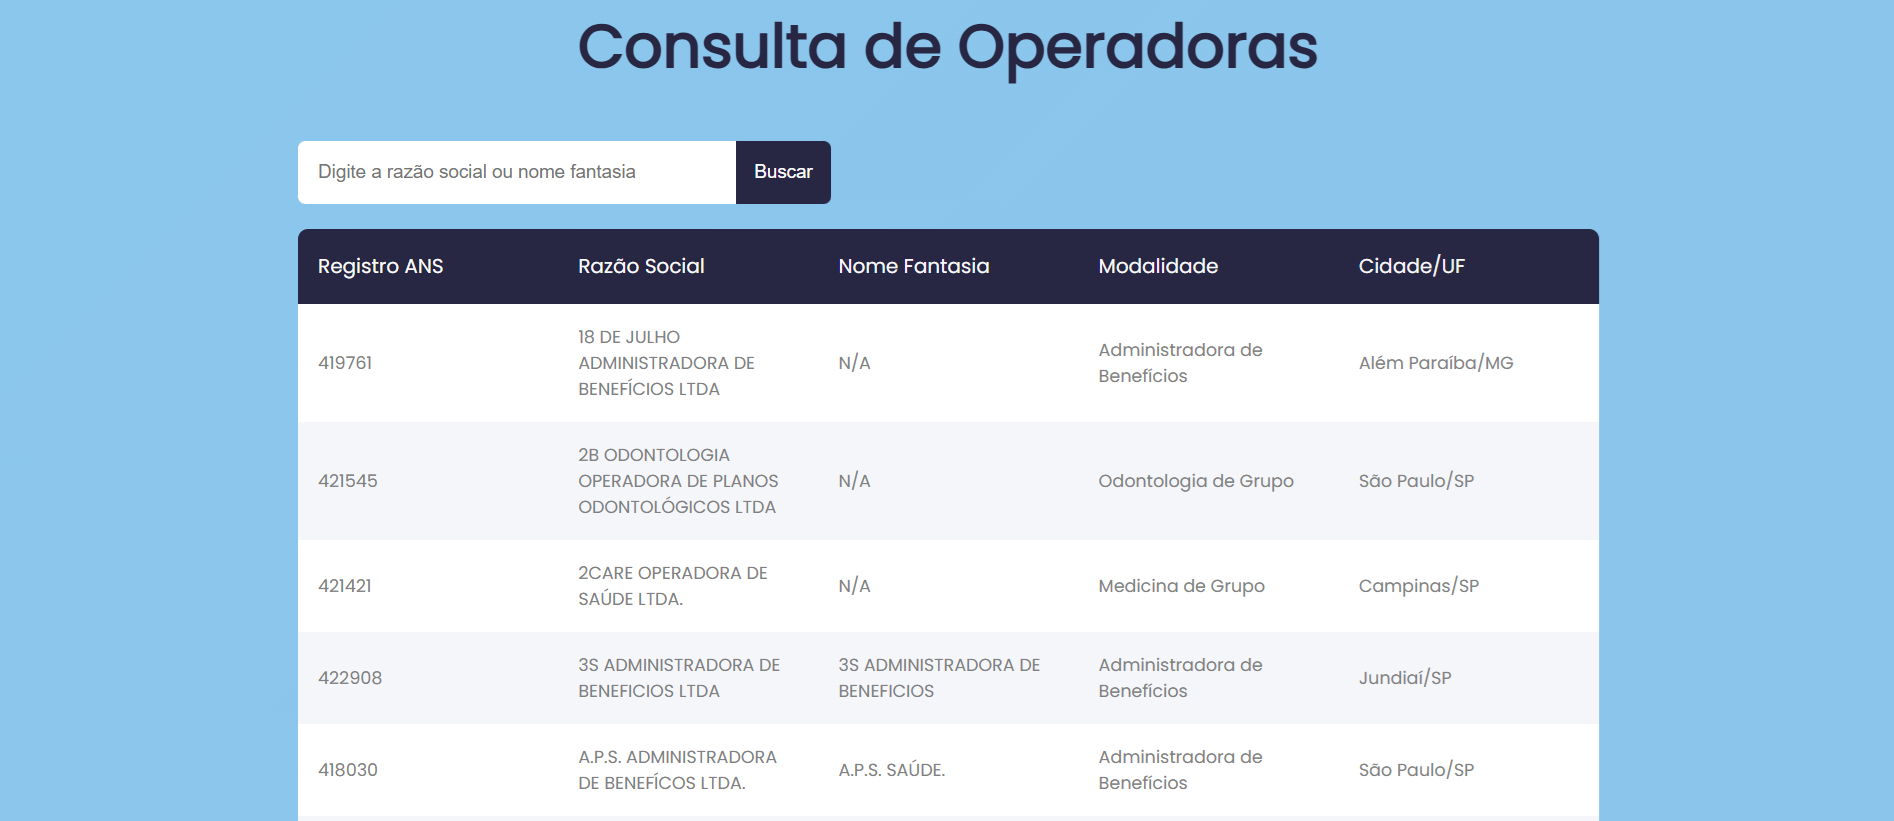 Consulta de Operadoras
Digite a razão social ou nome fantasia
Buscar
Registro ANS Razão Social Nome Fantasia Modalidade Cidade/UF
419761
18 DE JULHO
ADMINISTRADORA DE
BENEFÍCIOS LTDA
N/A
Administradora de
Benefícios
Além Paraíba/MG
421545
2B ODONTOLOGIA
OPERADORA DE PLANOS
ODONTOLÓGICOS LTDA
N/A
Odontologia de Grupo
São Paulo/SP
421421
2CARE OPERADORA DE
SAÚDE LTDA.
N/A
Medicina de Grupo
Campinas/SP
422908
3S ADMINISTRADORA DE
BENEFICIOS LTDA
3S ADMINISTRADORA DE
BENEFICIOS
Administradora de
Benefícios
Jundiaí/SP
418030
A.P.S. ADMINISTRADORA
DE BENEFÍCOS LTDA.
A.P.S. SAÚDE.
Administradora de
Benefícios
São Paulo/SP